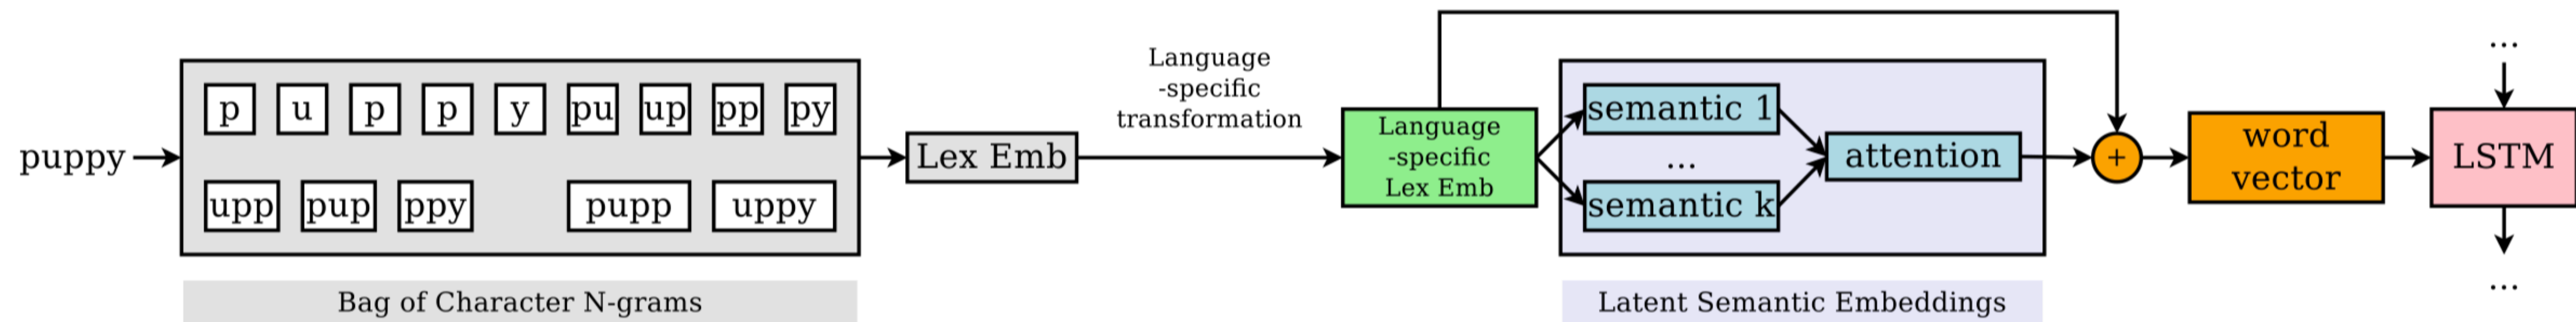 puppy
p u p p y pu up pp py
upp pup ppy pupp uppy
Bag of Character N-grams
Lex Emb
Language
-specific
transformation
Language
-specific
Lex Emb
semantic 1
...
semantic k
attention
Latent Semantic Embeddings
+
word
vector
...
LSTM
...